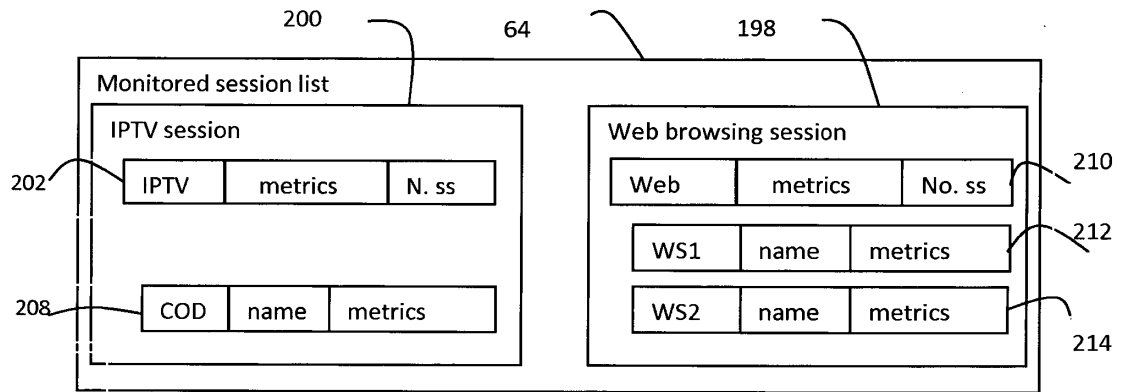 200 64 198
Monitored session list
IPTV session
Web browsing session
202 IPTV metrics N. ss
Web metrics No. ss 210
WS1 name metrics 212
208 COD name metrics
WS2 name metrics 214